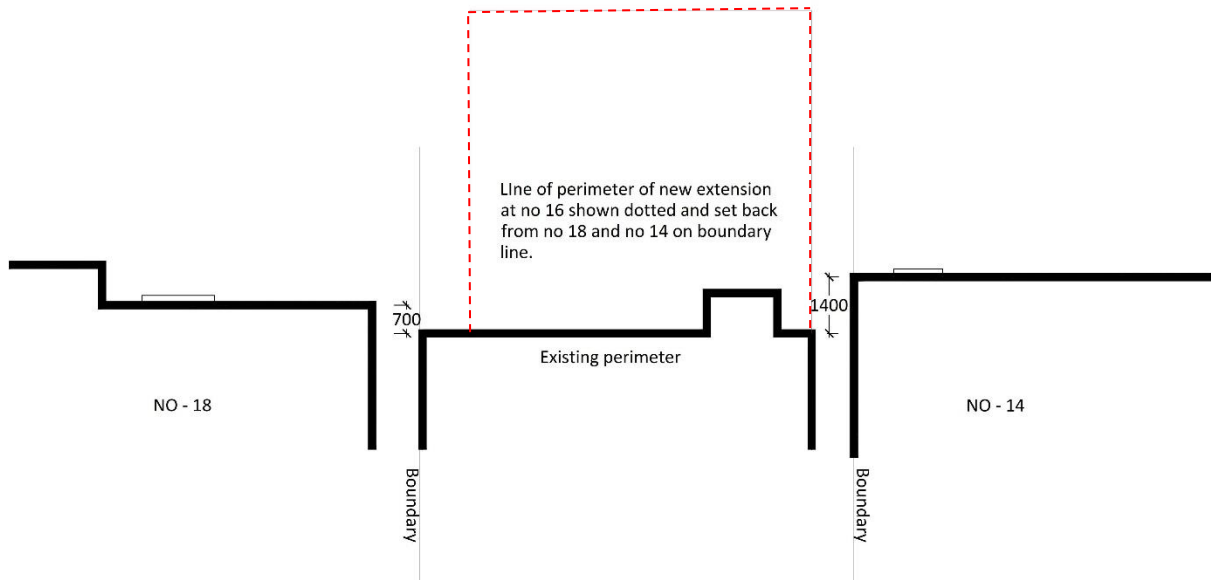 LIne of perimeter of new extension
at no 16 shown dotted and set back
from no 18 and no 14 on boundary
line.
700
1400
Existing perimeter
NO - 18
NO - 14
Boundary
Boundary